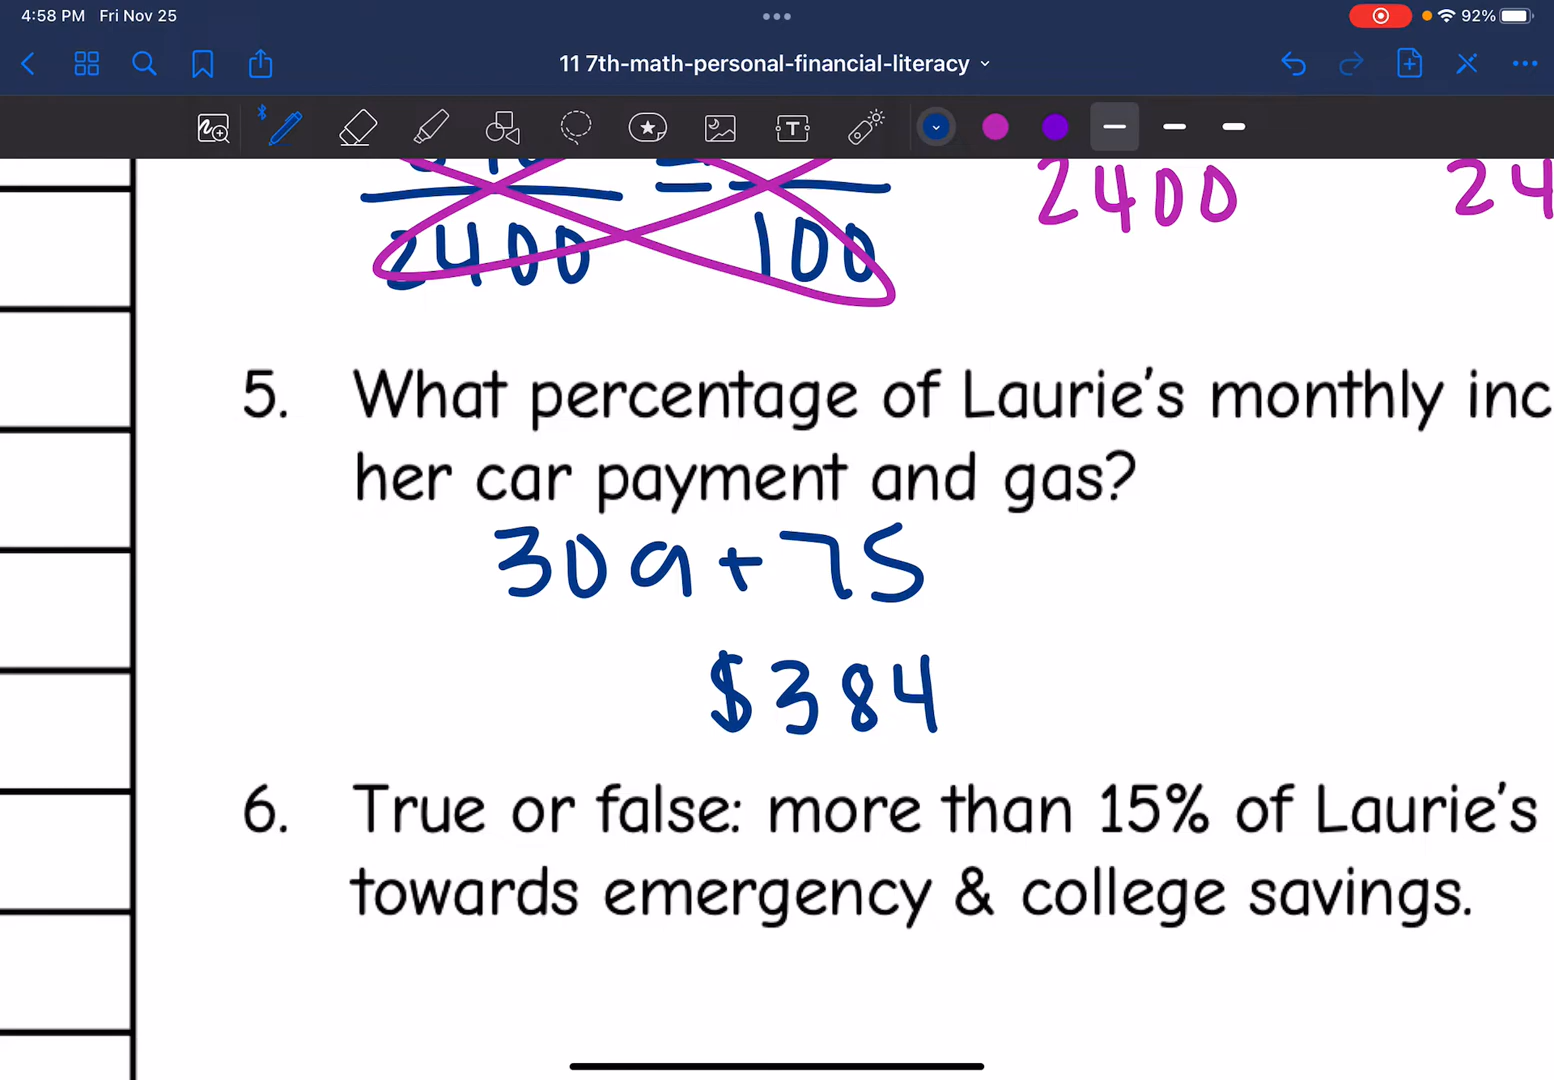 4:58 PM Fri Nov 25
92%
11 7th-math-personal-financial-literacy
T
2400
24
2400
100
5. What percentage of Laurie's monthly inc
her car payment and gas?
309+75
$384
6. True or false: more than 15% of Laurie's
towards emergency & college savings.